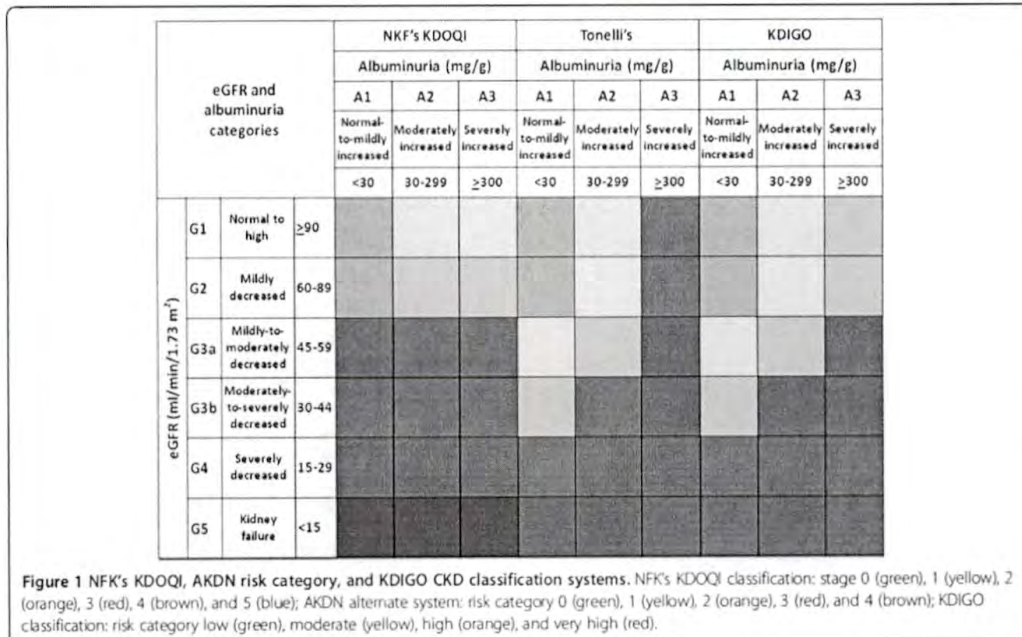 NKF's KDOQI Tonelli's KDIGO
eGFR and albuminuria categories
Albuminuria (mg/g) Albuminuria (mg/g) Albuminuria (mg/g)
A1 A2 A3 A1 A2 A3 A1 A2 A3
Normal-to-mildly increased Moderately increased Severely increased Normal-to-mildly increased Moderately increased Severely increased Normal-to-mildly increased Moderately increased Severely increased
<30 30-299 ≥300 <30 30-299 ≥300 <30 30-299 ≥300
eGFR (ml/min/1.73 m²)
G1 Normal to high ≥90
G2 Mildly decreased 60-89
G3a Mildly-to-moderately decreased 45-59
G3b Moderately-to-severely decreased 30-44
G4 Severely decreased 15-29
G5 Kidney failure <15
Figure 1 NFK's KDOQI, AKDN risk category, and KDIGO CKD classification systems. NFK's KDOQI classification: stage 0 (green), 1 (yellow), 2
(orange), 3 (red), 4 (brown), and 5 (blue); AKDN alternate system: risk category 0 (green), 1 (yellow), 2 (orange), 3 (red), and 4 (brown); KDIGO
classification: risk category low (green), moderate (yellow), high (orange), and very high (red).